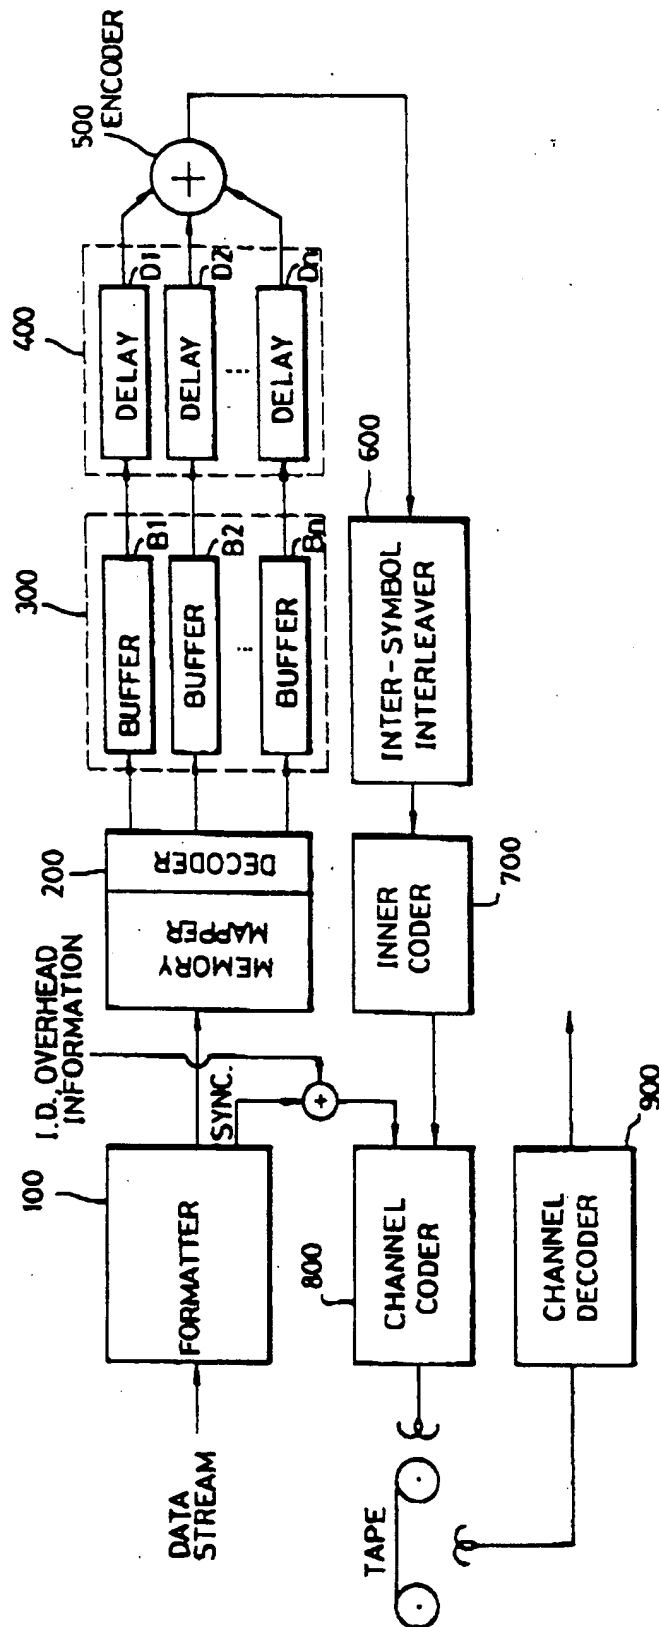 DATA
STREAM
FORMATTER
100
I.D., OVERHEAD
INFORMATION
SYNC.
+
MEMORY
MAPPER
DECODER
200
300
BUFFER
B1
BUFFER
B2
...
BUFFER
Bn
400
DELAY
D1
DELAY
D2
...
DELAY
Dn
500
ENCODER
+
600
INTER-SYMBOL
INTERLEAVER
INNER
CODER
700
CHANNEL
CODER
800
TAPE
CHANNEL
DECODER
900